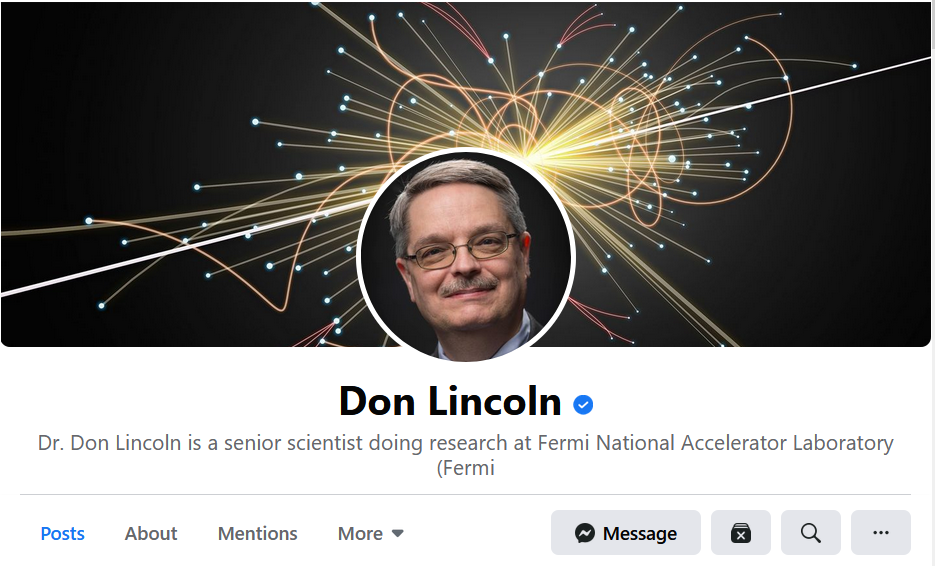 Don Lincoln
Dr. Don Lincoln is a senior scientist doing research at Fermi National Accelerator Laboratory
(Fermi
Posts About Mentions More Message